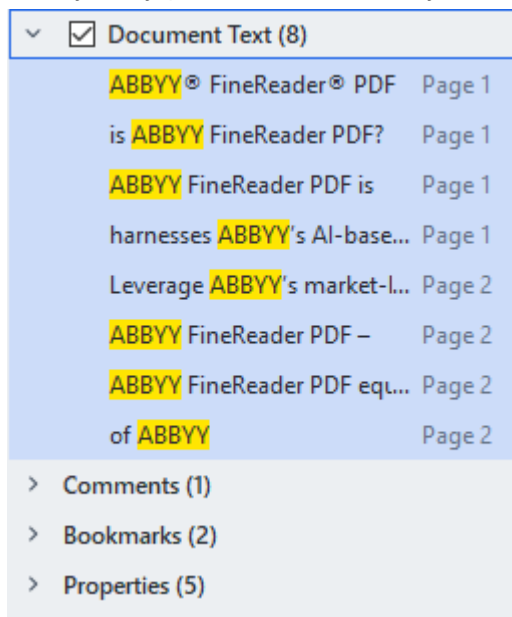 Document Text (8)
ABBYY® FineReader® PDF Page 1
is ABBYY FineReader PDF? Page 1
ABBYY FineReader PDF is Page 1
harnesses ABBYY's AI-base... Page 1
Leverage ABBYY's market-l... Page 2
ABBYY FineReader PDF – Page 2
ABBYY FineReader PDF equ... Page 2
of ABBYY Page 2
Comments (1)
Bookmarks (2)
Properties (5)